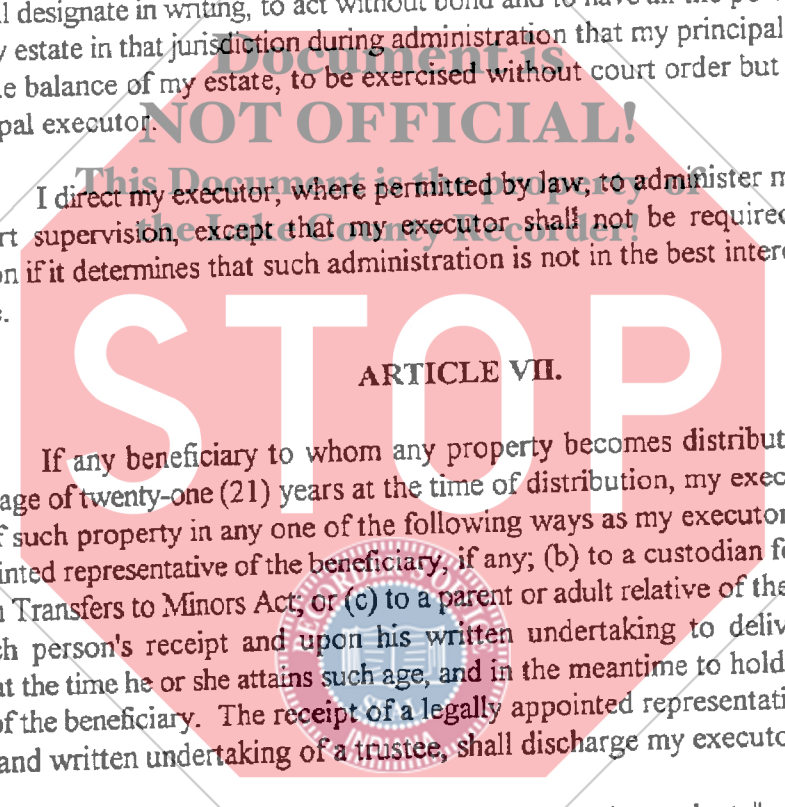 l designate in writing, to act without bond and to have all the
y estate in that jurisdiction during administration that my principal
e balance of my estate, to be exercised without court order but
pal executor.
I direct my executor, where permitted by law, to administer m
rt supervision, except that my executor shall not be required
on if it determines that such administration is not in the best intere
ARTICLE VII.
If any beneficiary to whom any property becomes distribut
age of twenty-one (21) years at the time of distribution, my exec
f such property in any one of the following ways as my executor
inted representative of the beneficiary, if any; (b) to a custodian f
Transfers to Minors Act; or (c) to a parent or adult relative of the
ch person's receipt and upon his written undertaking to deliv
at the time he or she attains such age, and in the meantime to hold
of the beneficiary. The receipt of a legally appointed representati
and written undertaking of a trustee, shall discharge my executo
Document is
NOT OFFICIAL!
This Document is the property of
the Lake County Recorder!
STOP
SEAL
INDIANA